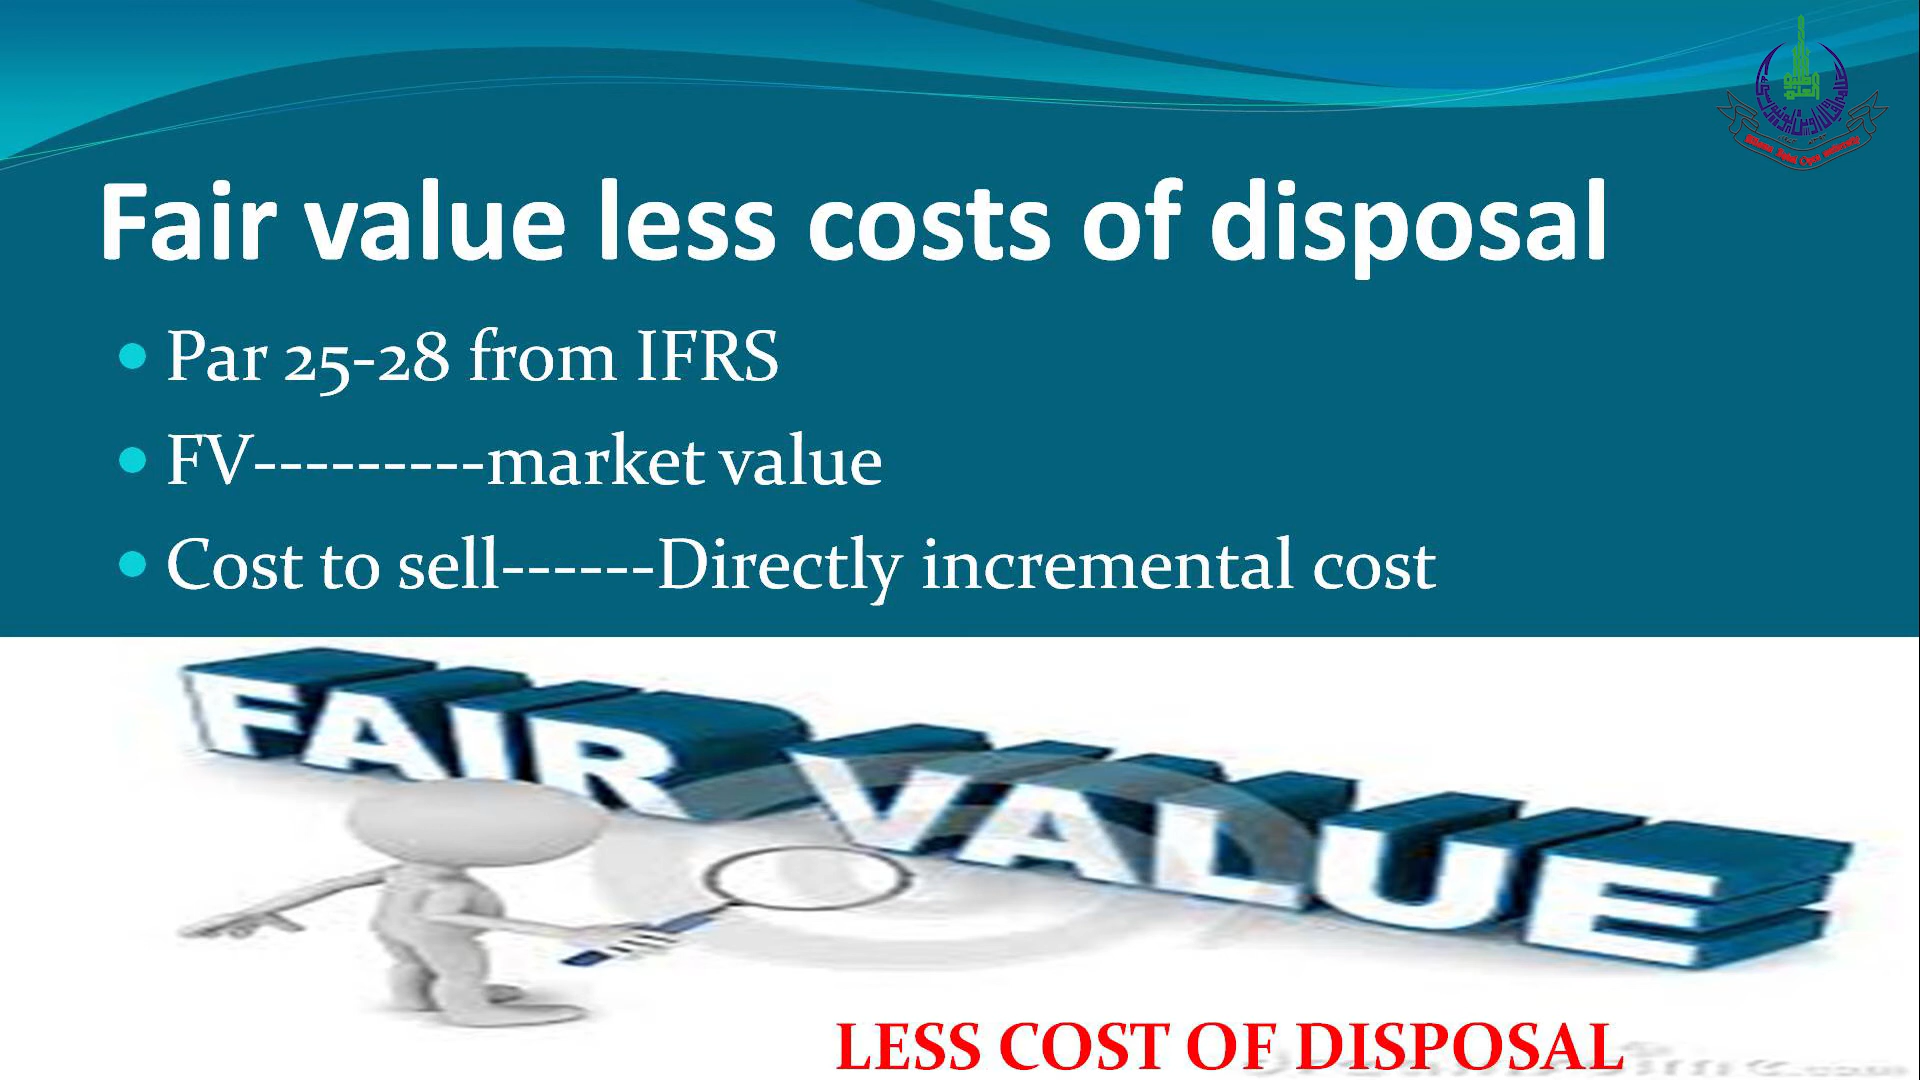 Fair value less costs of disposal
• Par 25-28 from IFRS
• FV---------market value
• Cost to sell------Directly incremental cost
FAIR VALUE
LESS COST OF DISPOSAL